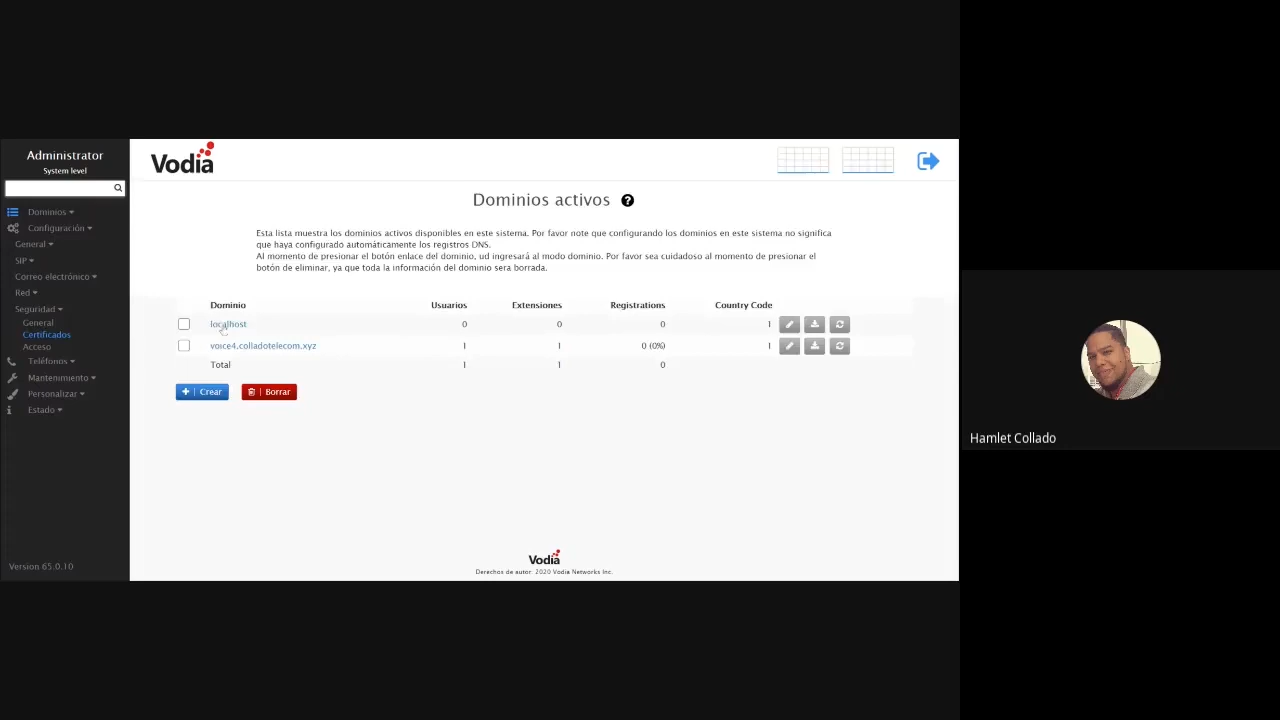 Administrator
System level
Dominios
Configuración
General
SIP
Correo electrónico
Red
Seguridad
General
Certificados
Acceso
Teléfonos
Mantenimiento
Personalizar
Estado
Version 65.0.10
Vodia
Dominios activos ?
Esta lista muestra los dominios activos disponibles en este sistema. Por favor note que configurando los dominios en este sistema no significa
que haya configurado automáticamente los registros DNS.
Al momento de presionar el botón enlace del dominio, ud ingresará al modo dominio. Por favor sea cuidadoso al momento de presionar el
botón de eliminar, ya que toda la información del dominio sera borrada.
Dominio Usuarios Extensiones Registrations Country Code
localhost 0 0 0 1
voice4.colladotelecom.xyz 1 1 0 (0%) 1
Total 1 1 0
+ | Crear | Borrar
Vodia
Derechos de autor: 2020 Vodia Networks Inc.
Hamlet Collado